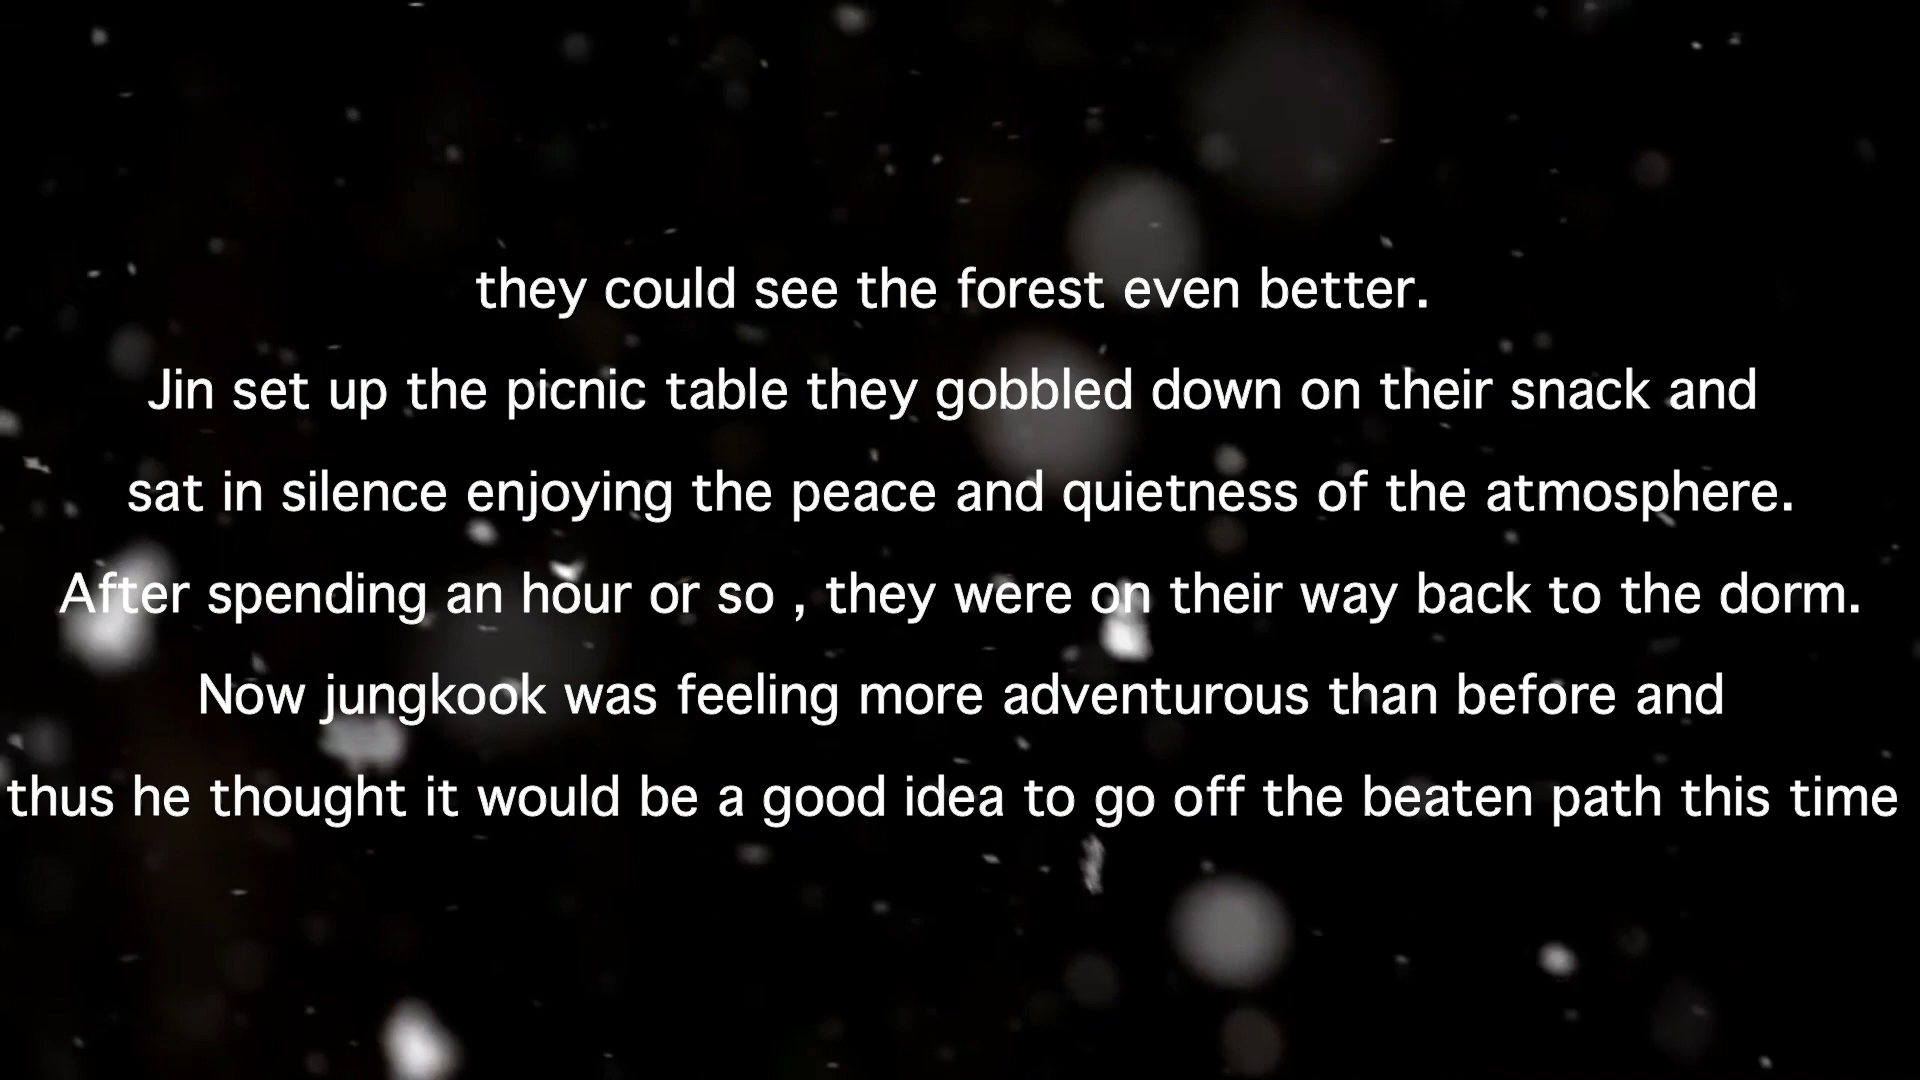 they could see the forest even better.
Jin set up the picnic table they gobbled down on their snack and
sat in silence enjoying the peace and quietness of the atmosphere.
After spending an hour or so , they were on their way back to the dorm.
Now jungkook was feeling more adventurous than before and
thus he thought it would be a good idea to go off the beaten path this time